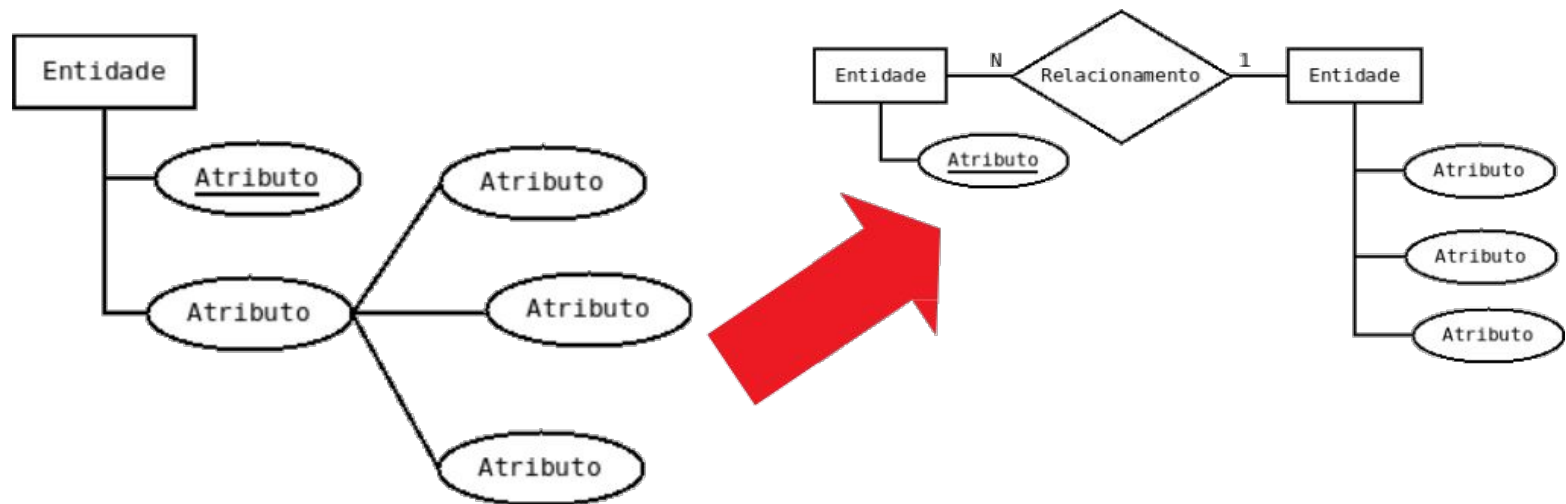 Entidade
Atributo
Atributo
Atributo
Atributo
Atributo
Entidade
N
Relacionamento
1
Entidade
Atributo
Atributo
Atributo
Atributo